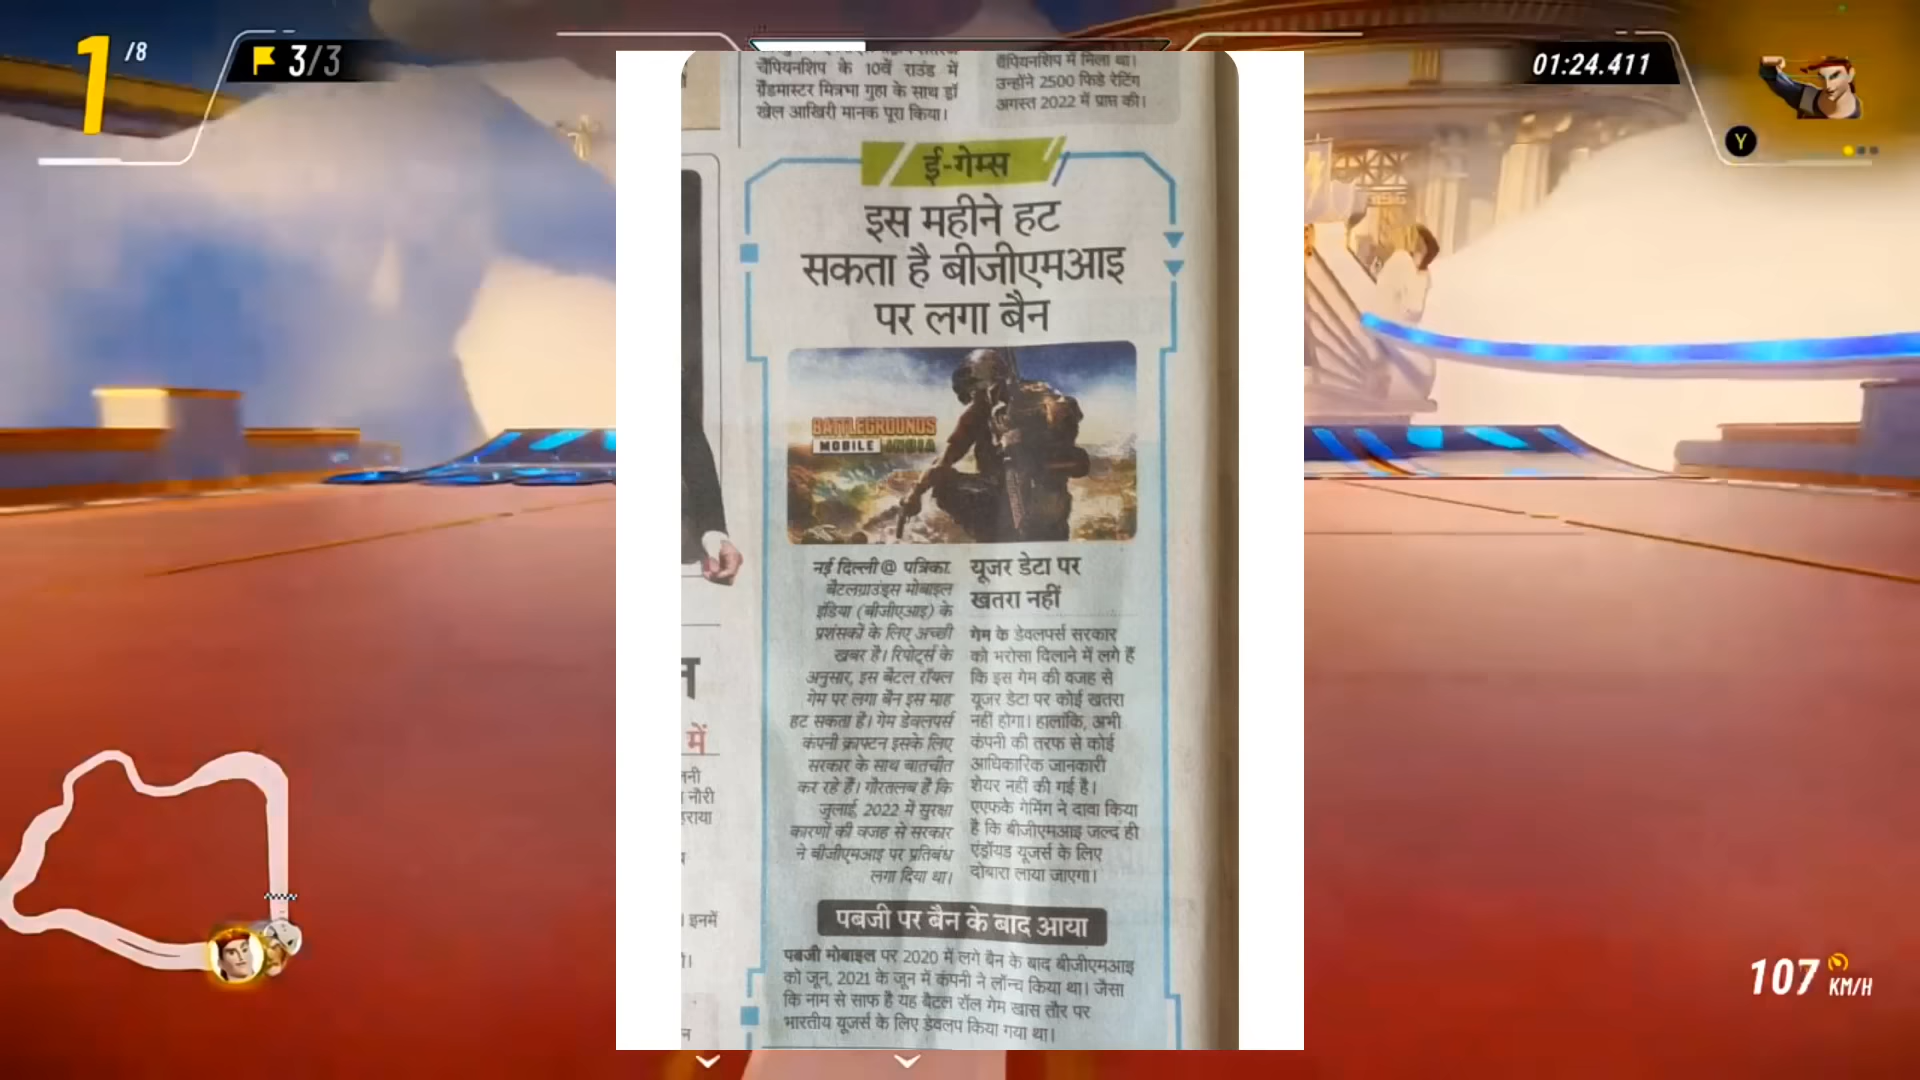 1/8
3/3
01:24.411
Y
चैंपियनशिप के 10वें राउंड में
ग्रैंडमास्टर मित्रभा गुहा के साथ ड्रॉ
खेल आखिरी मानक पूरा किया।
चैंपियनशिप में मिला था।
उन्होंने 2500 फिडे रेटिंग
अगस्त 2022 में प्राप्त की।
ई-गेम्स
इस महीने हट
सकता है बीजीएमआइ
पर लगा बैन
BATTLEGROUNDS
MOBILE INDIA
नई दिल्ली @ पत्रिका.
बैटलग्राउंड्स मोबाइल
इंडिया (बीजीएआइ) के
प्रशंसकों के लिए अच्छी
खबर है। रिपोर्ट्स के
अनुसार, इस बैटल रॉयल
गेम पर लगा बैन इस माह
हट सकता है। गेम डेवलपर्स
कंपनी क्राफ्टन इसके लिए
सरकार के साथ बातचीत
कर रहे हैं। गौरतलब है कि
जुलाई, 2022 में सुरक्षा
कारणों की वजह से सरकार
ने बीजीएमआइ पर प्रतिबंध
लगा दिया था।
यूजर डेटा पर
खतरा नहीं
गेम के डेवलपर्स सरकार
को भरोसा दिलाने में लगे हैं
कि इस गेम की वजह से
यूजर डेटा पर कोई खतरा
नहीं होगा। हालांकि, अभी
कंपनी की तरफ से कोई
आधिकारिक जानकारी
शेयर नहीं की गई है।
एएफके गेमिंग ने दावा किया
है कि बीजीएमआइ जल्द ही
एंड्रॉयड यूजर्स के लिए
दोबारा लाया जाएगा।
पबजी पर बैन के बाद आया
पबजी मोबाइल पर 2020 में लगे बैन के बाद बीजीएमआइ
को जून, 2021 के जून में कंपनी ने लॉन्च किया था। जैसा
कि नाम से साफ है यह बैटल रॉल गेम खास तौर पर
भारतीय यूजर्स के लिए डेवलप किया गया था।
में
नौरी
इनमें
107 KM/H